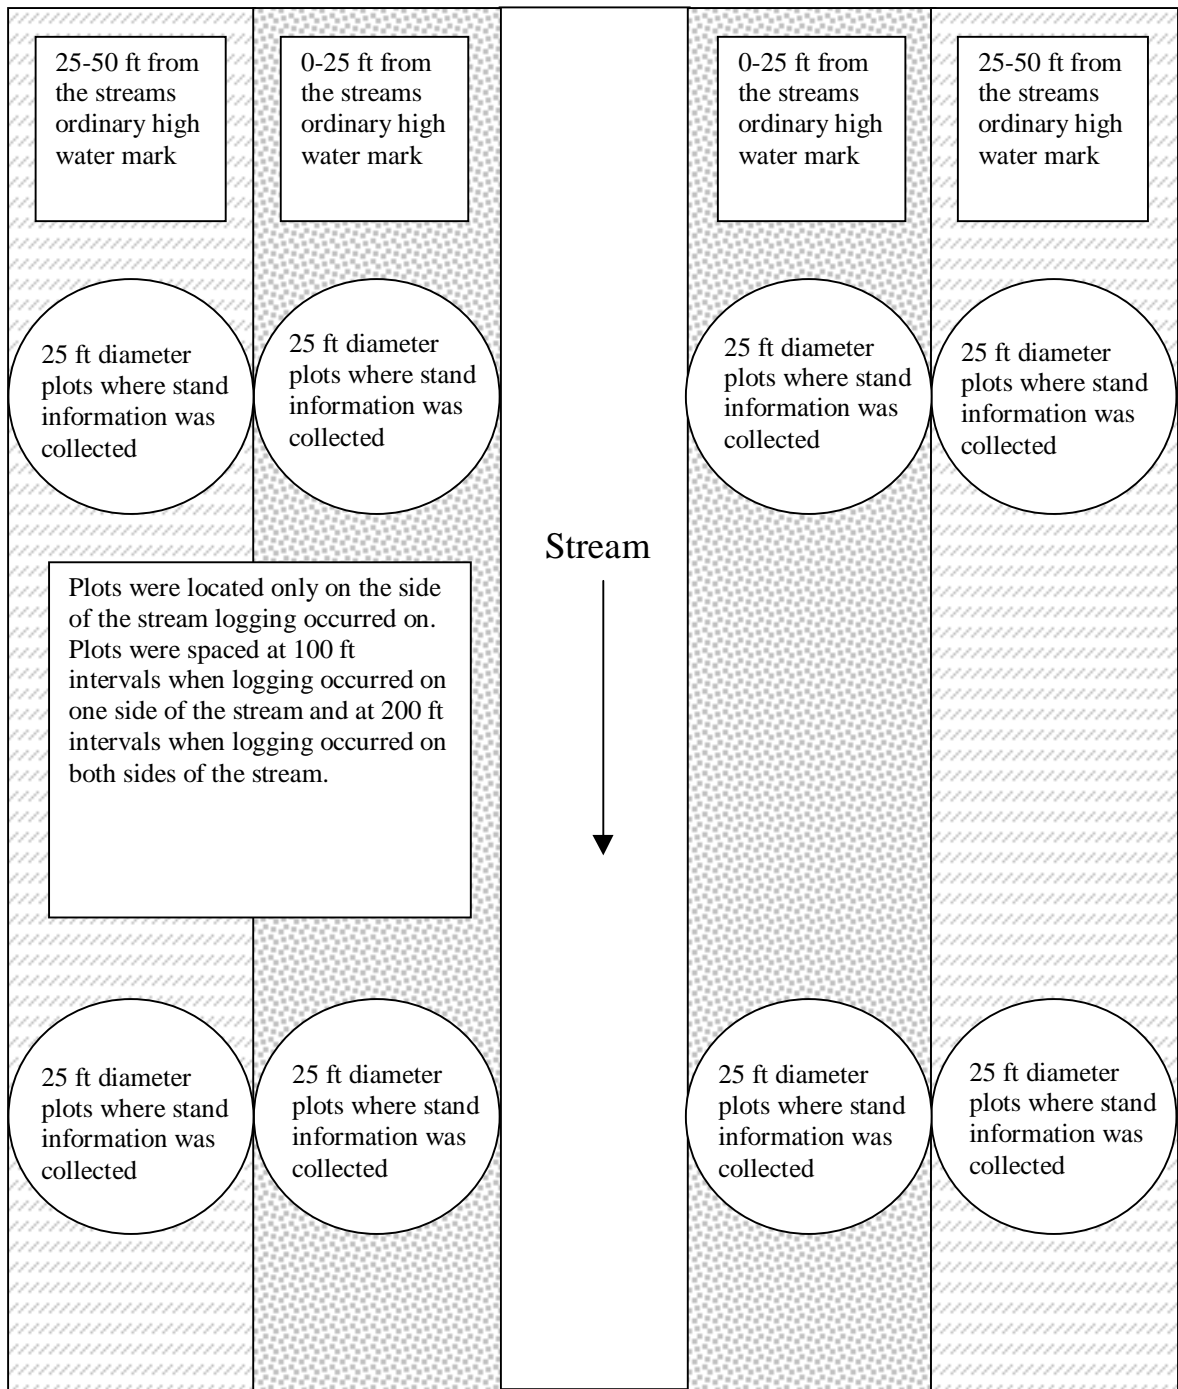 25-50 ft from
the streams
ordinary high
water mark
0-25 ft from
the streams
ordinary high
water mark
0-25 ft from
the streams
ordinary high
water mark
25-50 ft from
the streams
ordinary high
water mark
25 ft diameter
plots where stand
information was
collected
25 ft diameter
plots where stand
information was
collected
25 ft diameter
plots where stand
information was
collected
25 ft diameter
plots where stand
information was
collected
Stream
Plots were located only on the side
of the stream logging occurred on.
Plots were spaced at 100 ft
intervals when logging occurred on
one side of the stream and at 200 ft
intervals when logging occurred on
both sides of the stream.
25 ft diameter
plots where stand
information was
collected
25 ft diameter
plots where stand
information was
collected
25 ft diameter
plots where stand
information was
collected
25 ft diameter
plots where stand
information was
collected